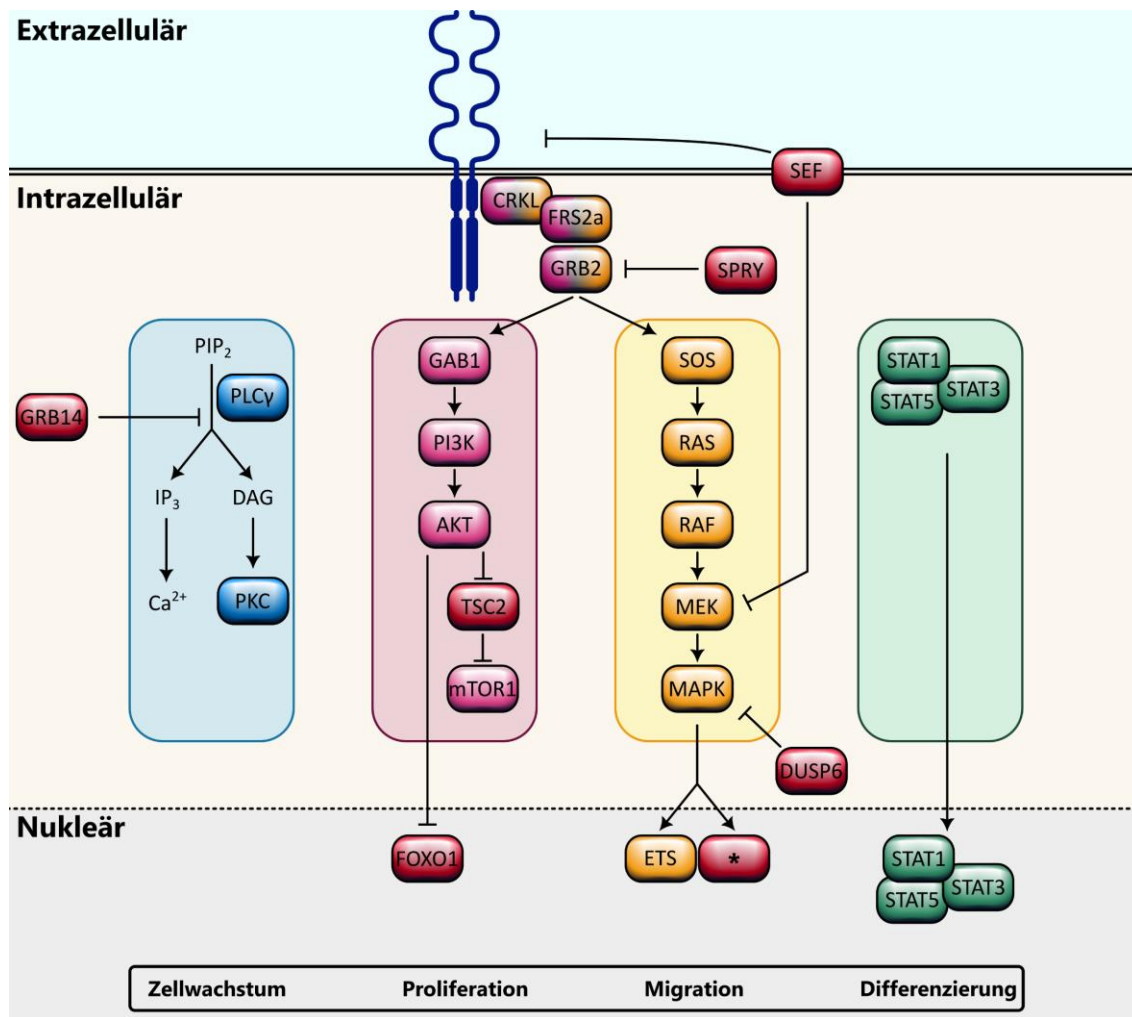 Extrazellulär
SEF
Intrazellulär
CRKL
FRS2a
GRB2
SPRY
PIP₂
PLCγ
GRB14
IP₃
DAG
Ca²⁺
PKC
GAB1
PI3K
AKT
TSC2
mTOR1
SOS
RAS
RAF
MEK
MAPK
DUSP6
STAT1
STAT3
STAT5
Nukleär
FOXO1
ETS
*
STAT1
STAT3
STAT5
Zellwachstum Proliferation Migration Differenzierung